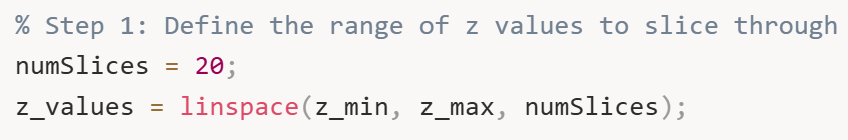 % Step 1: Define the range of z values to slice through
numSlices = 20;
z_values = linspace(z_min, z_max, numSlices);